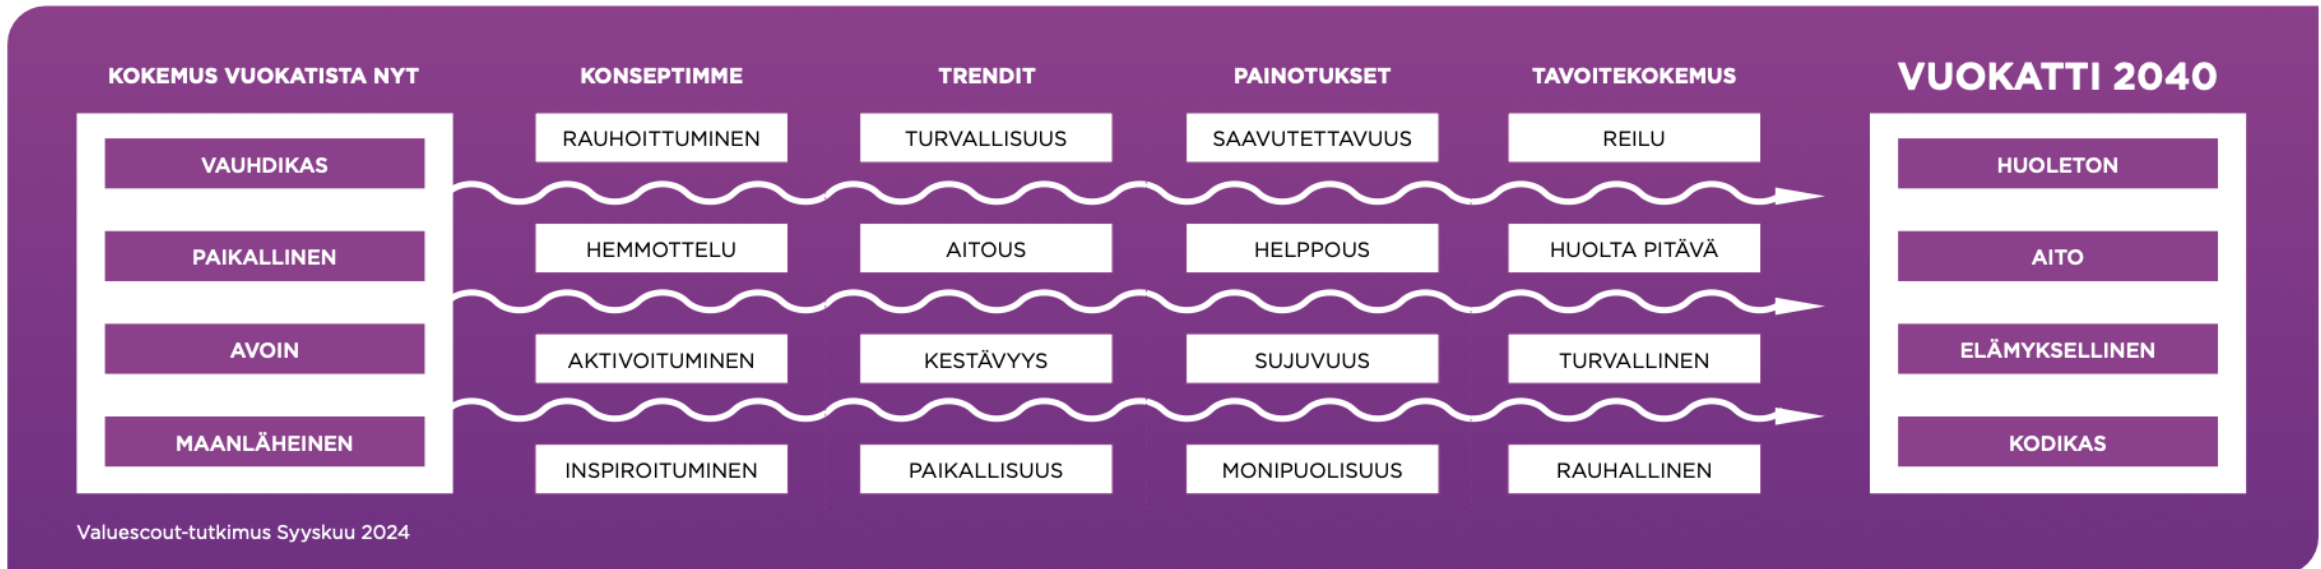 KOKEMUS VUOKATISTA NYT
VAUHDIKAS
PAIKALLINEN
AVOIN
MAANLÄHEINEN
KONSEPTIMME
RAUHOITTUMINEN
HEMMOTTELU
AKTIVOITUMINEN
INSPIROITUMINEN
TRENDIT
TURVALLISUUS
AITOUS
KESTÄVYYS
PAIKALLISUUS
PAINOTUKSET
SAAVUTETTAVUUS
HELPPOUS
SUJUVUUS
MONIPUOLISUUS
TAVOITEKOKEMUS
REILU
HUOLTA PITÄVÄ
TURVALLINEN
RAUHALLINEN
VUOKATTI 2040
HUOLETON
AITO
ELÄMYKSELLINEN
KODIKAS
Valuescout-tutkimus Syyskuu 2024